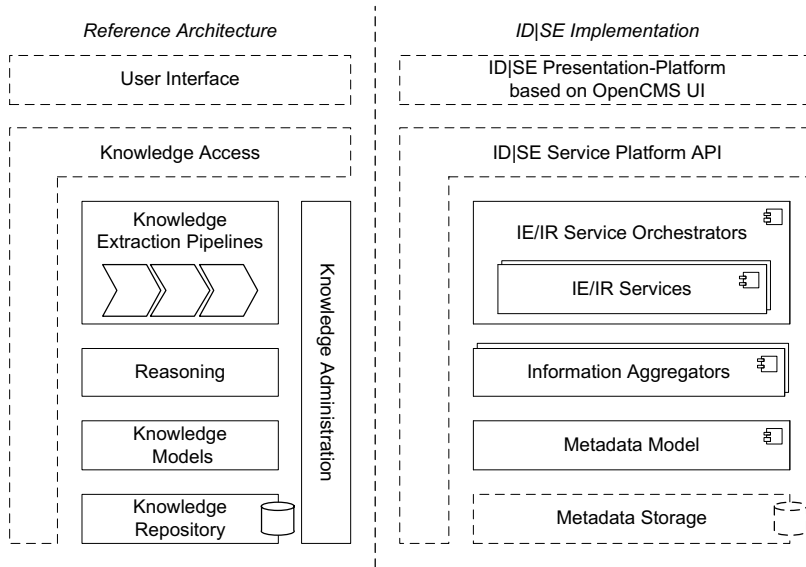 Reference Architecture
User Interface
Knowledge Access
Knowledge
Extraction Pipelines
Reasoning
Knowledge
Models
Knowledge
Repository
Knowledge Administration
ID|SE Implementation
ID|SE Presentation-Platform
based on OpenCMS UI
ID|SE Service Platform API
IE/IR Service Orchestrators
IE/IR Services
Information Aggregators
Metadata Model
Metadata Storage